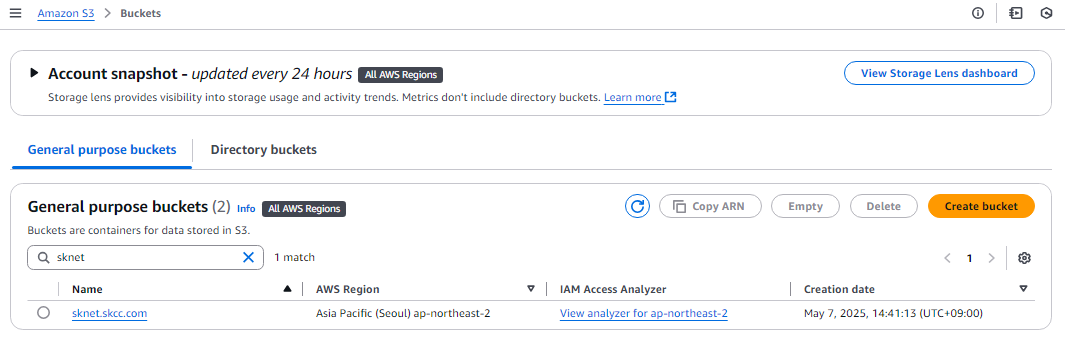 Amazon S3 > Buckets
Account snapshot - updated every 24 hours All AWS Regions
View Storage Lens dashboard
Storage lens provides visibility into storage usage and activity trends. Metrics don't include directory buckets. Learn more
General purpose buckets Directory buckets
General purpose buckets (2) Info All AWS Regions
Copy ARN Empty Delete Create bucket
Buckets are containers for data stored in S3.
sknet 1 match
1
Name AWS Region IAM Access Analyzer Creation date
sknet.skcc.com Asia Pacific (Seoul) ap-northeast-2 View analyzer for ap-northeast-2 May 7, 2025, 14:41:13 (UTC+09:00)